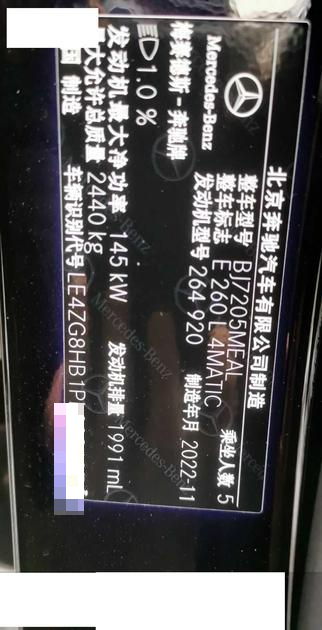 北京奔驰汽车有限公司制造
Mercedes-Benz
整车型号 BJ7205MEAL 乘坐人数 5
整车标志 E 260 L 4MATIC
梅赛德斯-奔驰牌 发动机型号 264 920 制造年月 2022-11
1.0 %
发动机最大净功率 145 kW 发动机排量 1991 mL
大允许总质量 2440 kg
国 制造 车辆识别代号 LE4ZG8HB1P